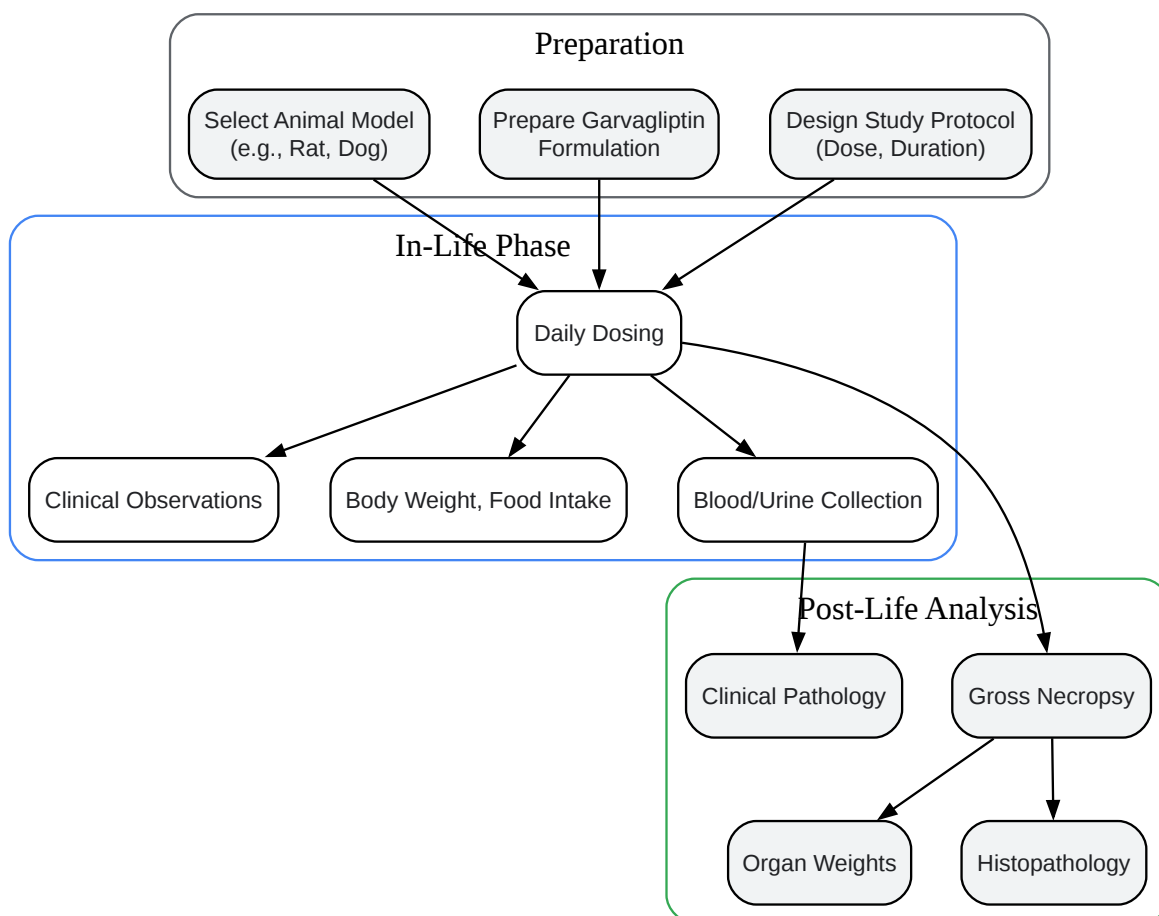 Preparation
Select Animal Model
(e.g., Rat, Dog)
Prepare Garvagliptin
Formulation
Design Study Protocol
(Dose, Duration)
In-Life Phase
Daily Dosing
Clinical Observations
Body Weight, Food Intake
Blood/Urine Collection
Post-Life Analysis
Clinical Pathology
Gross Necropsy
Organ Weights
Histopathology